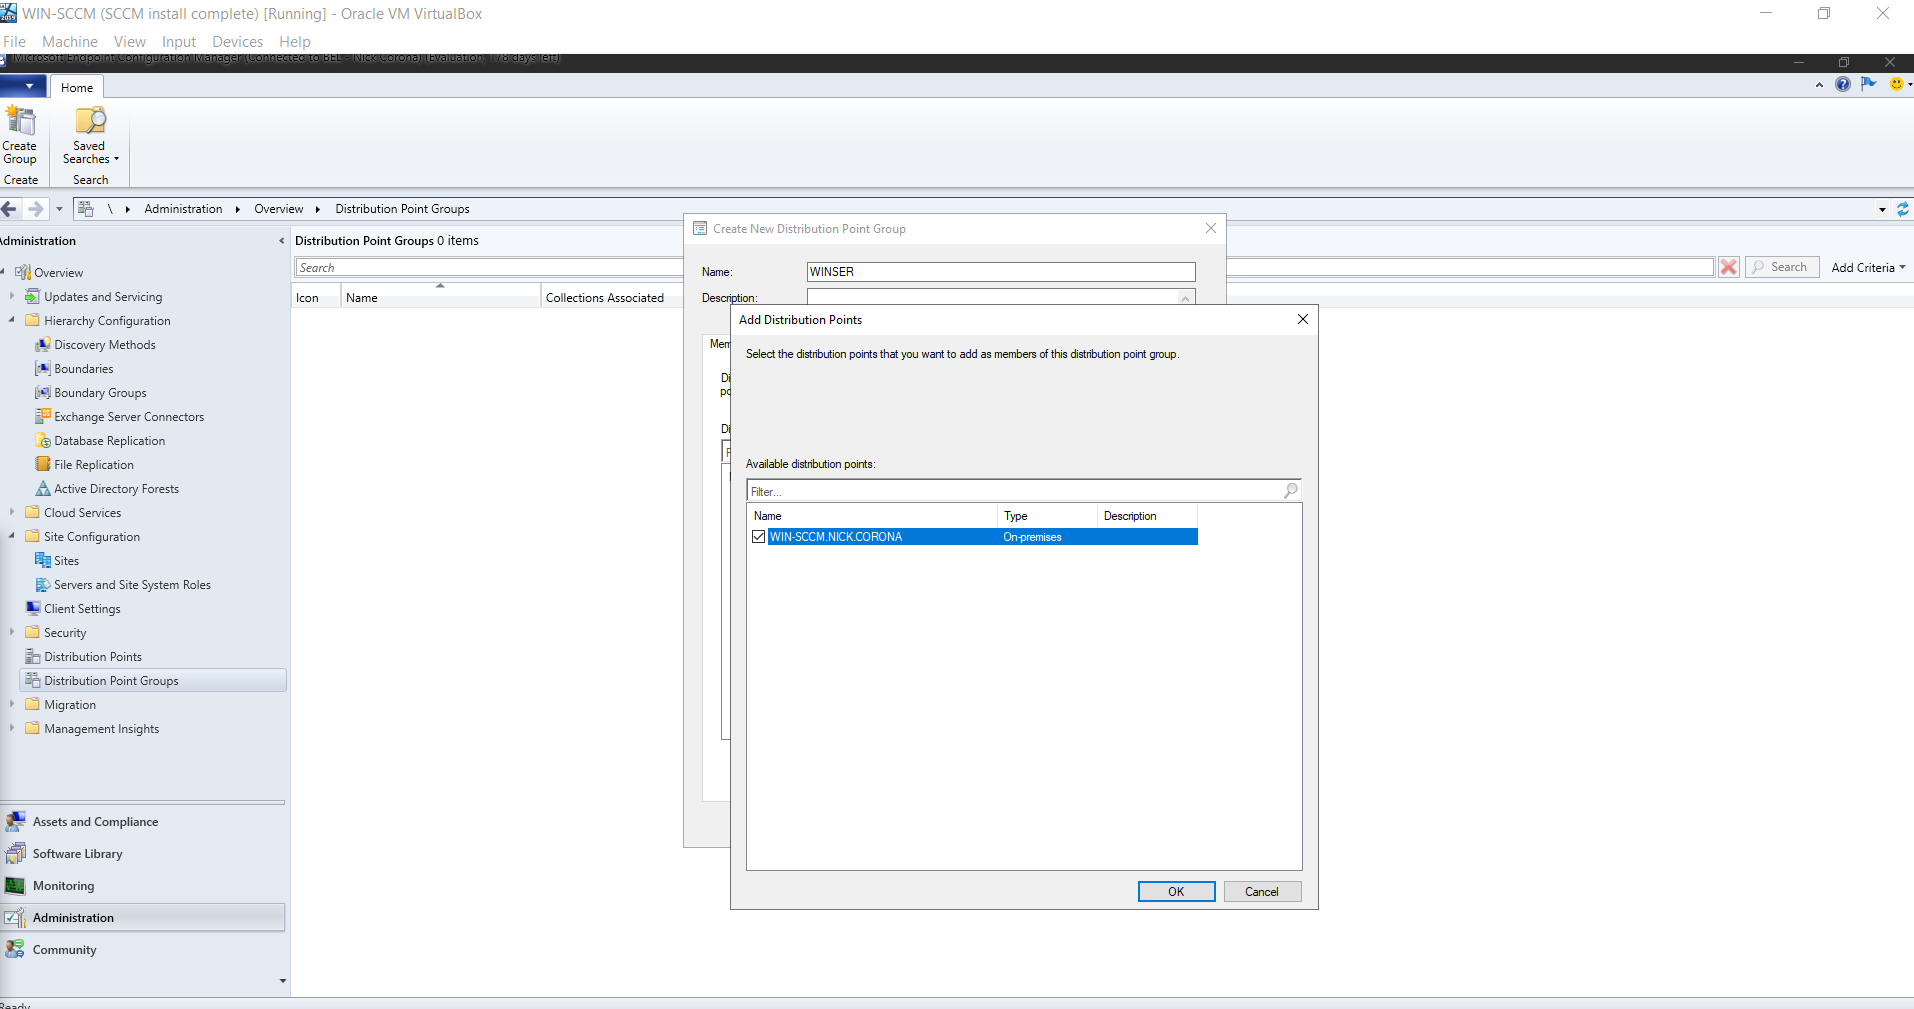 WIN-SCCM (SCCM install complete) [Running] - Oracle VM VirtualBox
File Machine View Input Devices Help
Microsoft Endpoint Configuration Manager (Connected to BEL - Nick Corona) (Evaluation, 178 days left)
Home
Create Group
Saved Searches
Create
Search
\ Administration Overview Distribution Point Groups
Administration
Overview
Updates and Servicing
Hierarchy Configuration
Discovery Methods
Boundaries
Boundary Groups
Exchange Server Connectors
Database Replication
File Replication
Active Directory Forests
Cloud Services
Site Configuration
Sites
Servers and Site System Roles
Client Settings
Security
Distribution Points
Distribution Point Groups
Migration
Management Insights
Assets and Compliance
Software Library
Monitoring
Administration
Community
Ready
Distribution Point Groups 0 items
Search
Search
Add Criteria
Icon Name Collections Associated
Create New Distribution Point Group
Name: WINSER
Description:
Mem
Di
po
Di
F
Add Distribution Points
Select the distribution points that you want to add as members of this distribution point group.
Available distribution points:
Filter...
Name Type Description
WIN-SCCM.NICK.CORONA On-premises
OK Cancel